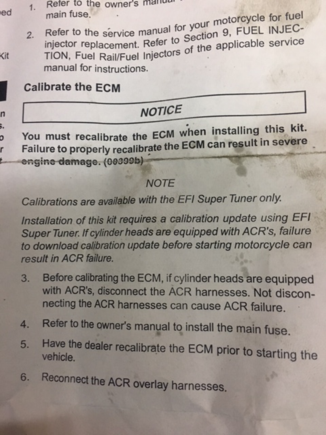 ed
1. Refer to the owner's manual
main fuse.
2. Refer to the service manual for your motorcycle for fuel
injector replacement. Refer to Section 9, FUEL INJEC-
TION, Fuel Rail/Fuel Injectors of the applicable service
manual for instructions.
Kit
Calibrate the ECM
NOTICE
n
s.
o
r
You must recalibrate the ECM when installing this kit.
Failure to properly recalibrate the ECM can result in severe
engine damage. (00399b)
NOTE
Calibrations are available with the EFI Super Tuner only.
Installation of this kit requires a calibration update using EFI
Super Tuner. If cylinder heads are equipped with ACR's, failure
to download calibration update before starting motorcycle can
result in ACR failure.
3. Before calibrating the ECM, if cylinder heads are equipped
with ACR's, disconnect the ACR harnesses. Not discon-
necting the ACR harnesses can cause ACR failure.
4. Refer to the owner's manual to install the main fuse.
5. Have the dealer recalibrate the ECM prior to starting the
vehicle.
6. Reconnect the ACR overlay harnesses.